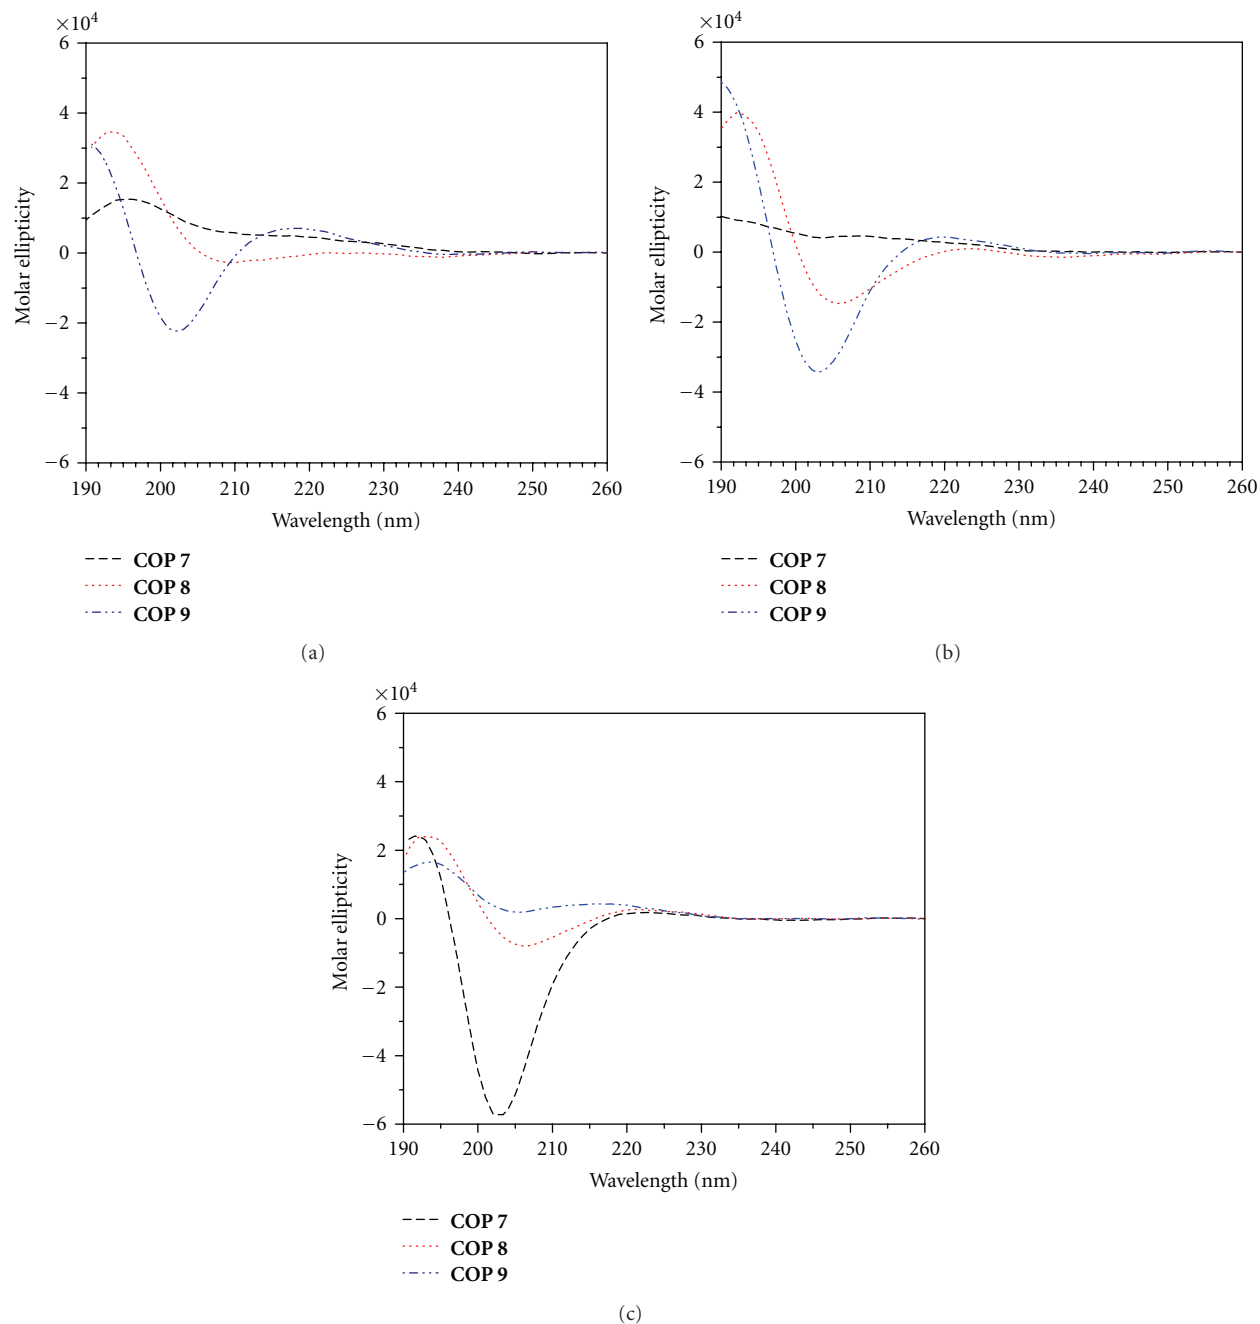 ×10⁴
6
4
2
0
−2
−4
−6
Molar ellipticity
190 200 210 220 230 240 250 260
Wavelength (nm)
COP 7
COP 8
COP 9
(a)
×10⁴
6
4
2
0
−2
−4
−6
Molar ellipticity
190 200 210 220 230 240 250 260
Wavelength (nm)
COP 7
COP 8
COP 9
(b)
×10⁴
6
4
2
0
−2
−4
−6
Molar ellipticity
190 200 210 220 230 240 250 260
Wavelength (nm)
COP 7
COP 8
COP 9
(c)